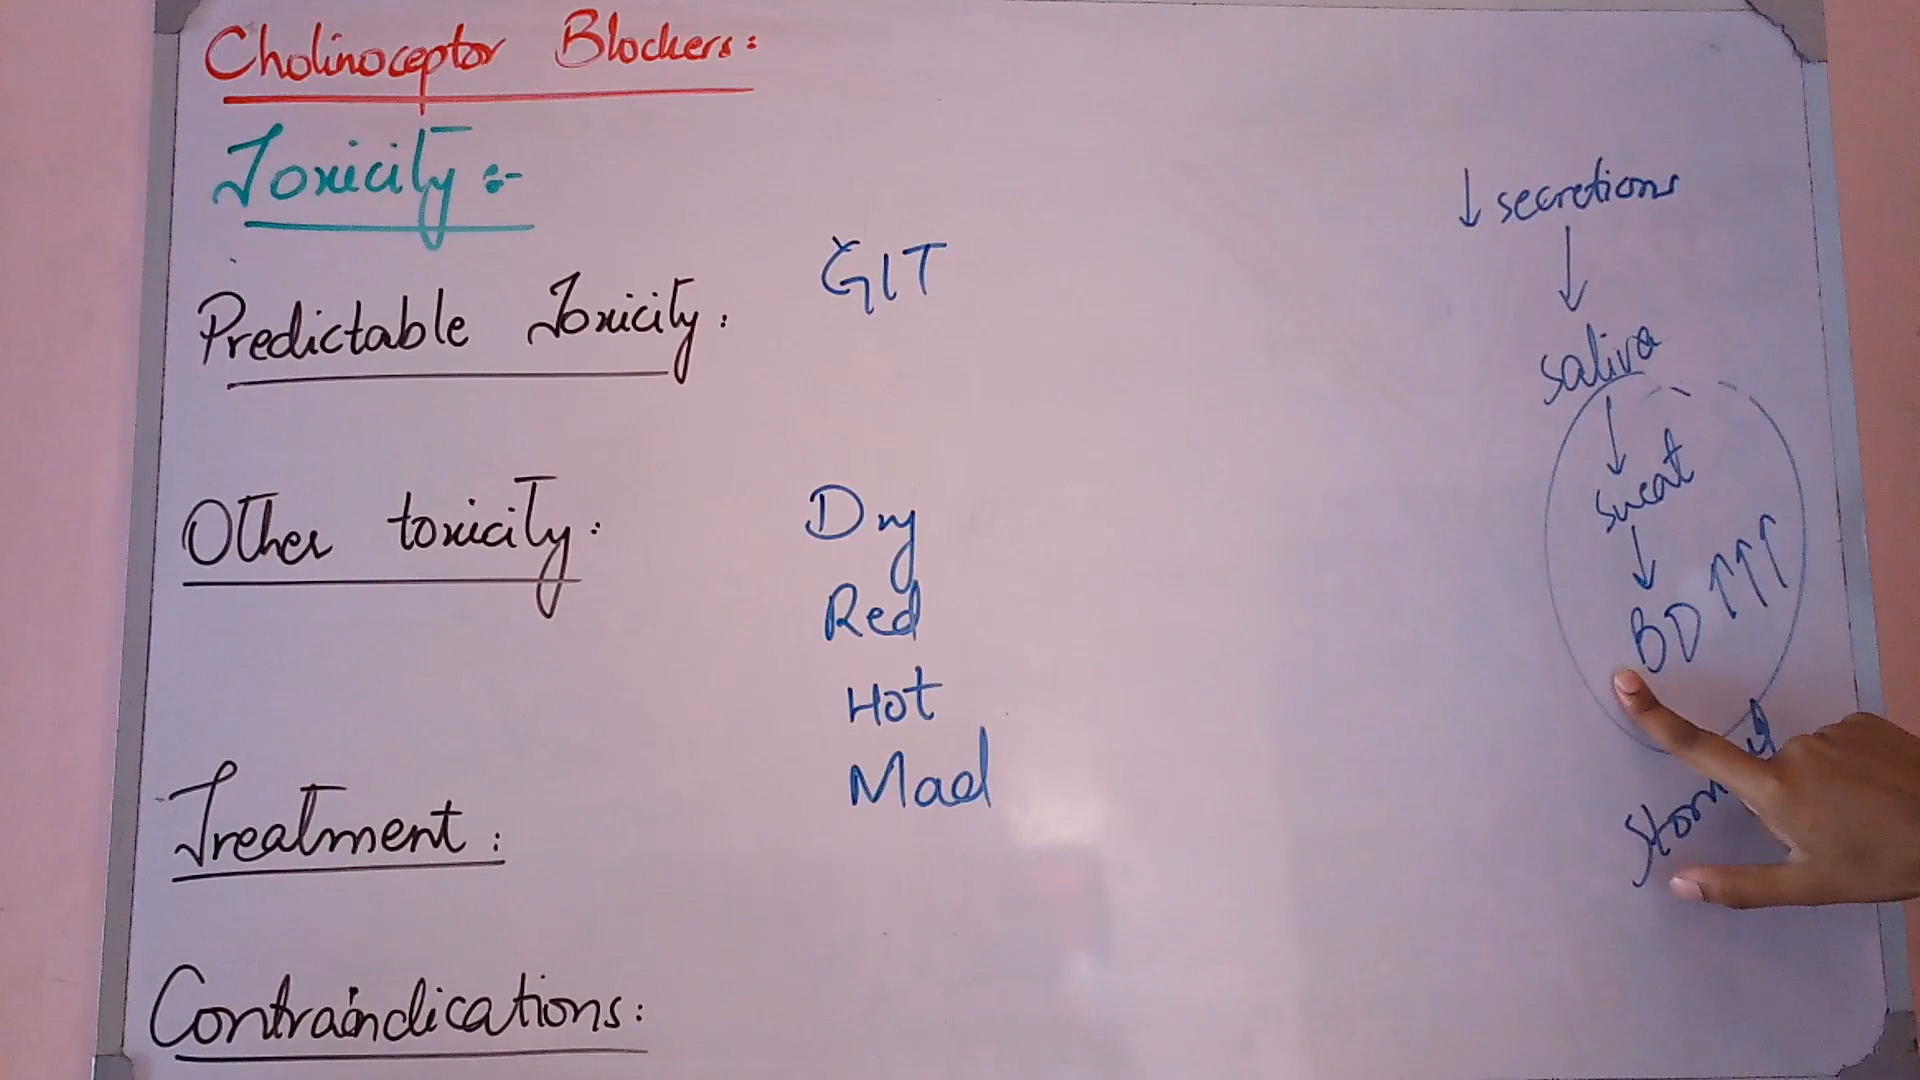 Cholinoceptor Blockers:
Toxicity:-
Predictable Toxicity:
GIT
Other toxicity:
Dry
Red
Hot
Mad
Treatment:
Contraindications:
↓ secretions
↓
saliva
↓
sweat
↓
BD ↑↑↑